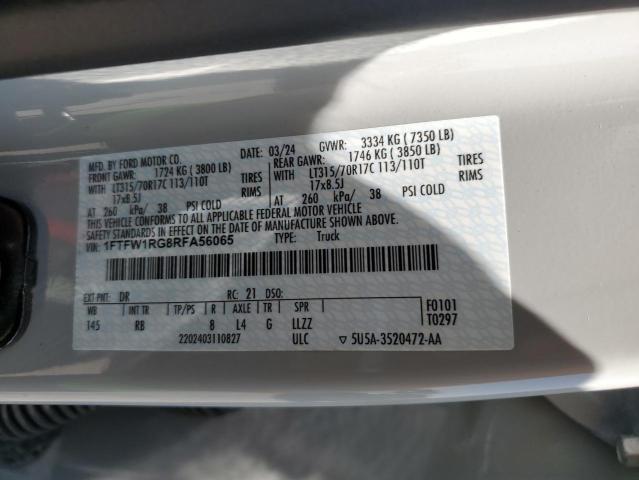 MFD. BY FORD MOTOR CO.
DATE: 03/24 GVWR: 3334 KG ( 7350 LB)
FRONT GAWR: 1724 KG ( 3800 LB)
REAR GAWR: 1746 KG ( 3850 LB)
WITH LT315/70R17C 113/110T TIRES
WITH LT315/70R17C 113/110T TIRES
17x8.5J RIMS
17x8.5J RIMS
AT 260 kPa/ 38 PSI COLD
AT 260 kPa/ 38 PSI COLD
THIS VEHICLE CONFORMS TO ALL APPLICABLE FEDERAL MOTOR VEHICLE
SAFETY STANDARDS IN EFFECT ON THE DATE OF MANUFACTURE SHOWN ABOVE.
VIN: 1FTFW1RG8RFA56065 TYPE: Truck
EXT PNT: DR RC: 21 DSO:
WB INT TR TP/PS R AXLE TR SPR F0101
145 RB 8 L4 G LLZZ T0297
2202403110827 ULC ▽ 5U5A-3520472-AA